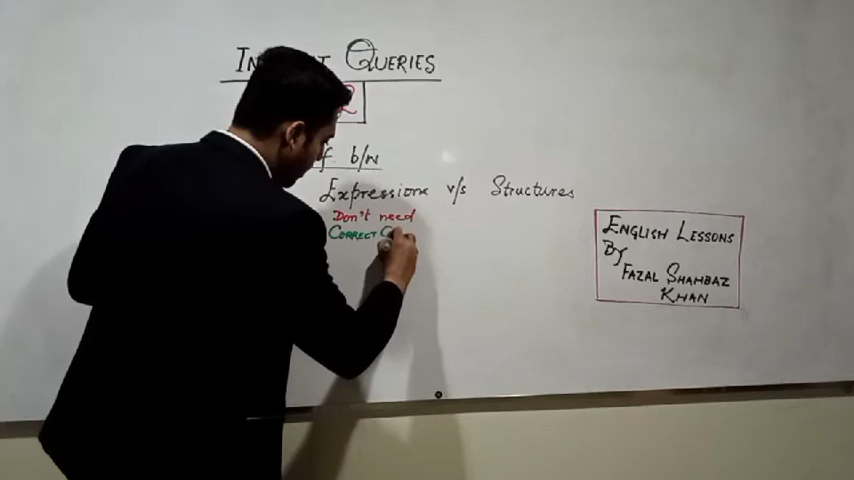 QUERIES
b/w
Expressions v/s Structures
Don't need
CORRECT
ENGLISH LESSONS
By
FAZAL SHAHBAZ
KHAN